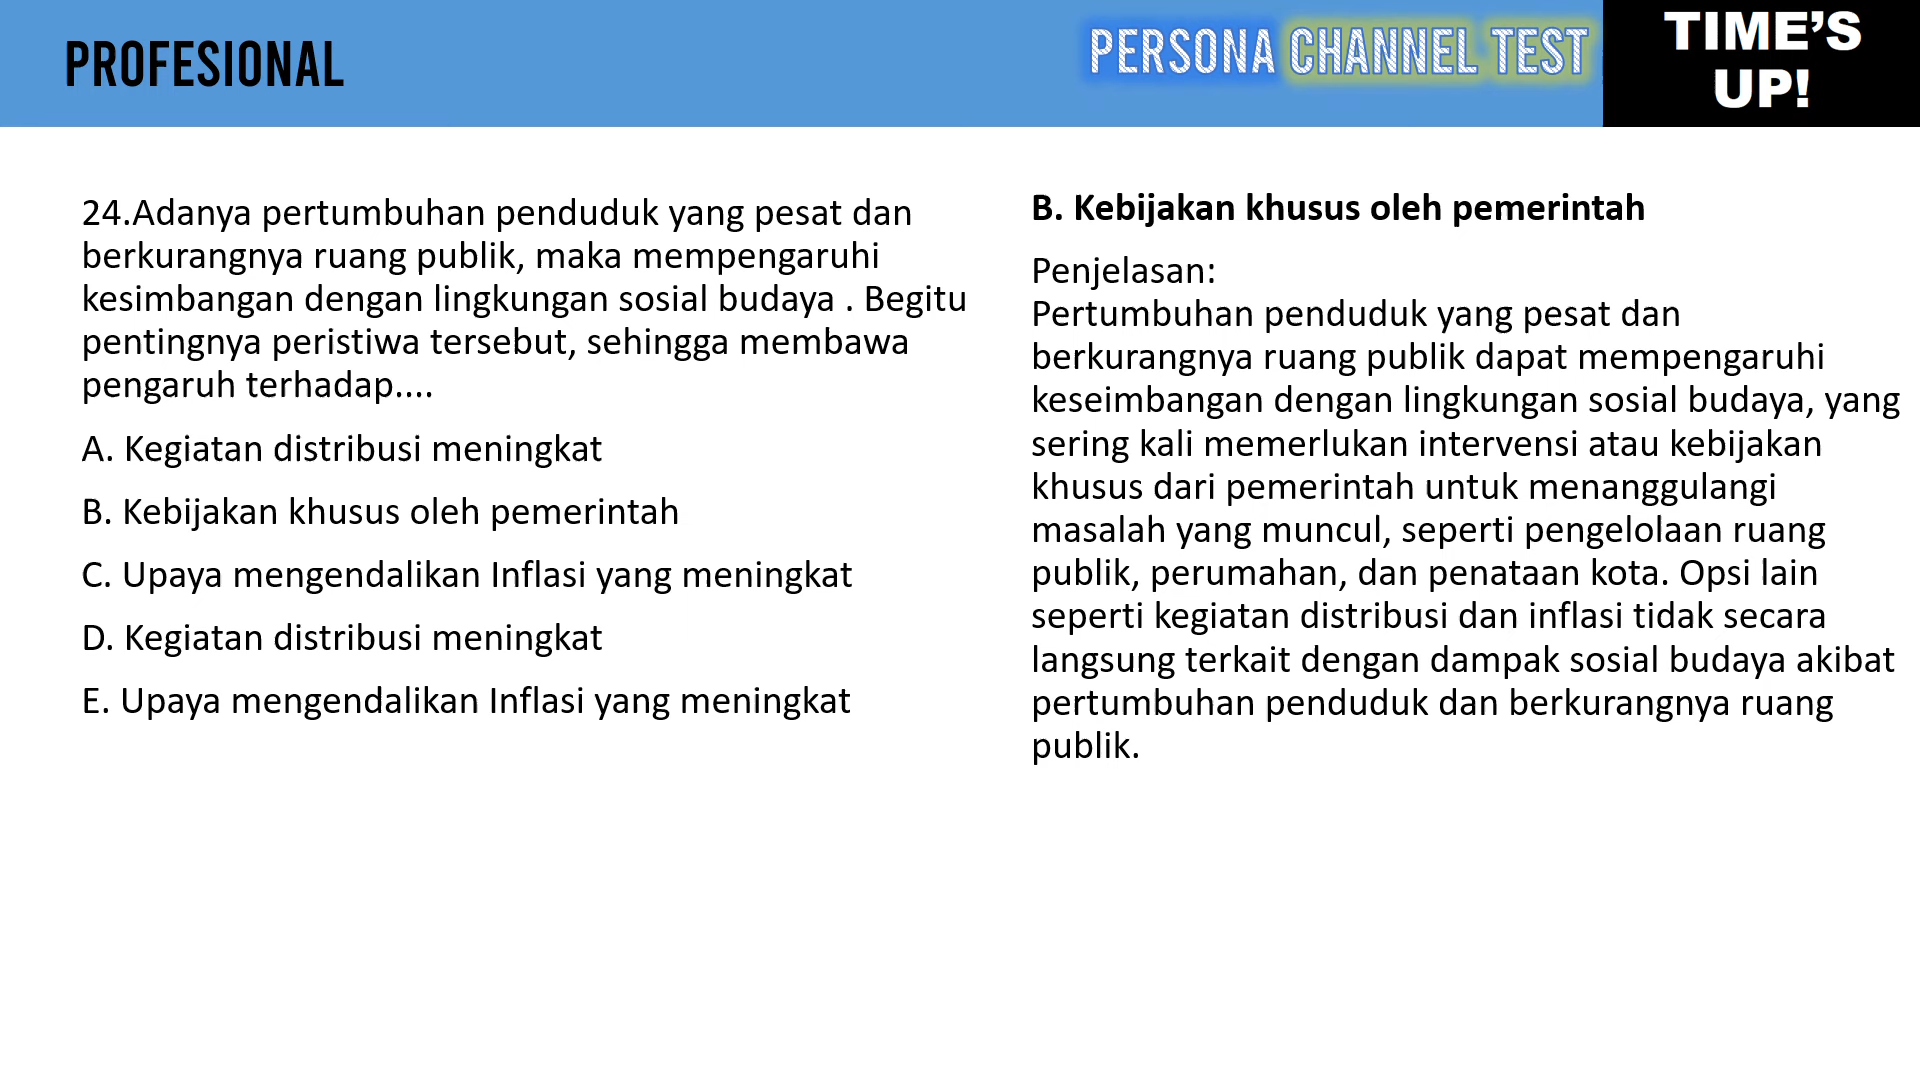 PROFESIONAL
PERSONA CHANNEL TEST
TIME'S
UP!
24.Adanya pertumbuhan penduduk yang pesat dan
berkurangnya ruang publik, maka mempengaruhi
kesimbangan dengan lingkungan sosial budaya . Begitu
pentingnya peristiwa tersebut, sehingga membawa
pengaruh terhadap....
A. Kegiatan distribusi meningkat
B. Kebijakan khusus oleh pemerintah
C. Upaya mengendalikan Inflasi yang meningkat
D. Kegiatan distribusi meningkat
E. Upaya mengendalikan Inflasi yang meningkat
B. Kebijakan khusus oleh pemerintah
Penjelasan:
Pertumbuhan penduduk yang pesat dan
berkurangnya ruang publik dapat mempengaruhi
keseimbangan dengan lingkungan sosial budaya, yang
sering kali memerlukan intervensi atau kebijakan
khusus dari pemerintah untuk menanggulangi
masalah yang muncul, seperti pengelolaan ruang
publik, perumahan, dan penataan kota. Opsi lain
seperti kegiatan distribusi dan inflasi tidak secara
langsung terkait dengan dampak sosial budaya akibat
pertumbuhan penduduk dan berkurangnya ruang
publik.